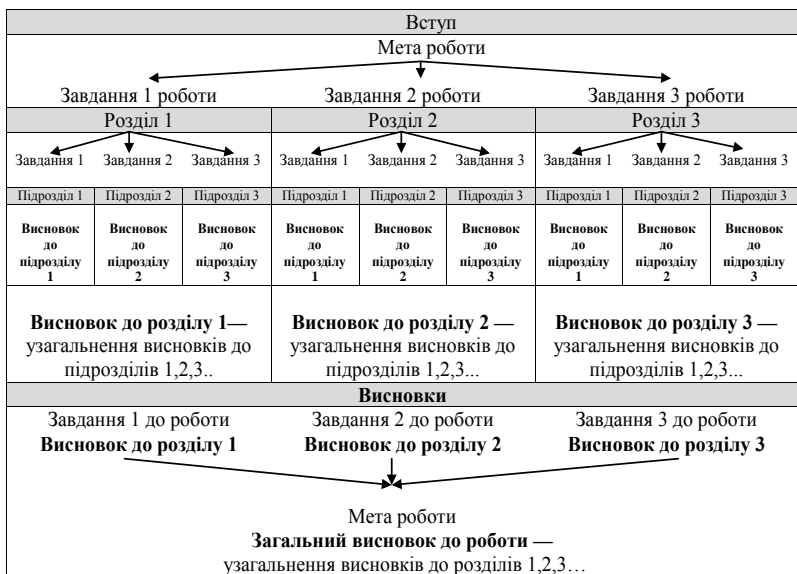 Вступ
Мета роботи
Завдання 1 роботи Завдання 2 роботи Завдання 3 роботи
Розділ 1 Розділ 2 Розділ 3
Завдання 1 Завдання 2 Завдання 3 Завдання 1 Завдання 2 Завдання 3 Завдання 1 Завдання 2 Завдання 3
Підрозділ 1 Підрозділ 2 Підрозділ 3 Підрозділ 1 Підрозділ 2 Підрозділ 3 Підрозділ 1 Підрозділ 2 Підрозділ 3
Висновок Висновок Висновок Висновок Висновок Висновок Висновок Висновок Висновок
до до до до до до до до до
підрозділу підрозділу підрозділу підрозділу підрозділу підрозділу підрозділу підрозділу підрозділу
1 2 3 1 2 3 1 2 3
Висновок до розділу 1— Висновок до розділу 2 — Висновок до розділу 3 —
узагальнення висновків до узагальнення висновків до узагальнення висновків до
підрозділів 1,2,3.. підрозділів 1,2,3... підрозділів 1,2,3...
Висновки
Завдання 1 до роботи Завдання 2 до роботи Завдання 3 до роботи
Висновок до розділу 1 Висновок до розділу 2 Висновок до розділу 3
Мета роботи
Загальний висновок до роботи —
узагальнення висновків до розділів 1,2,3…